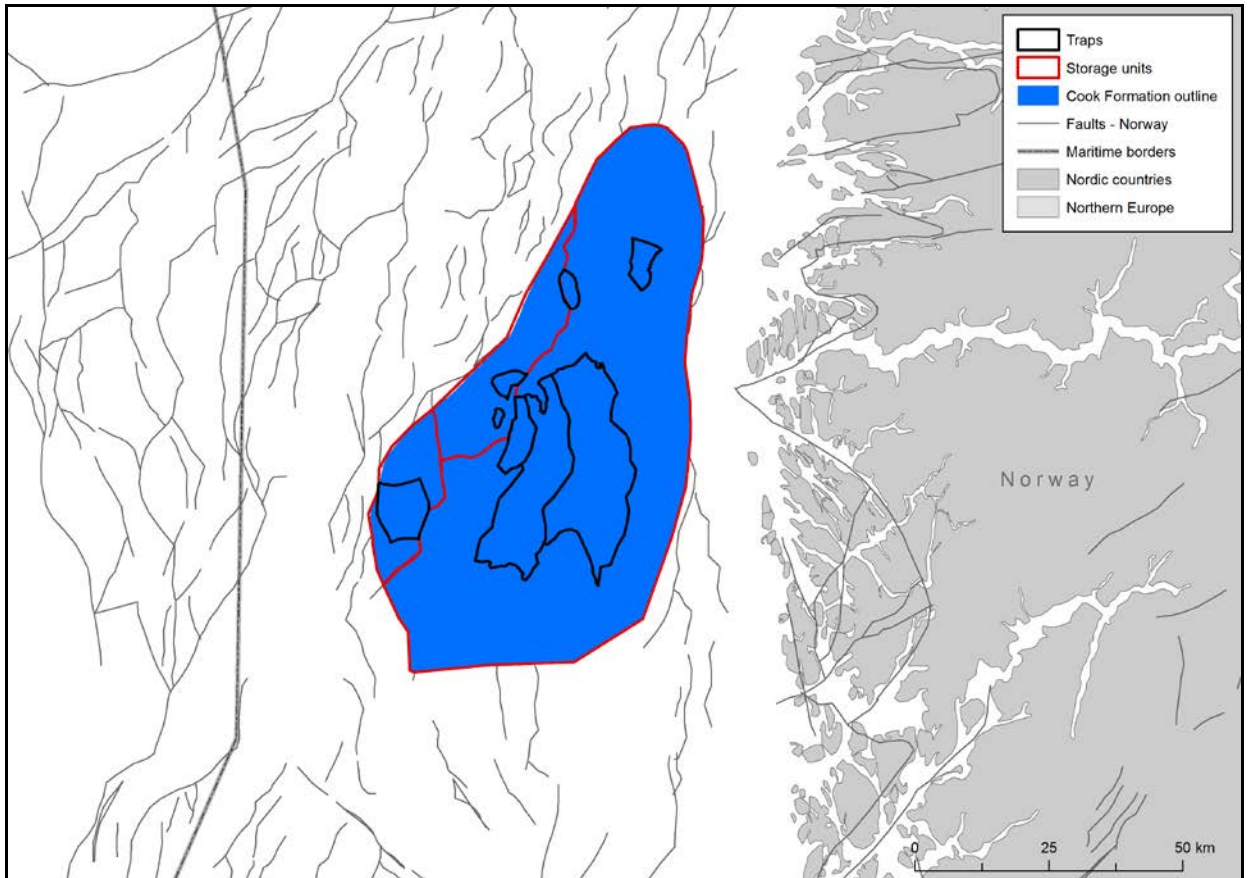 Traps
Storage units
Cook Formation outline
Faults - Norway
Maritime borders
Nordic countries
Northern Europe
Norway
0 25 50 km